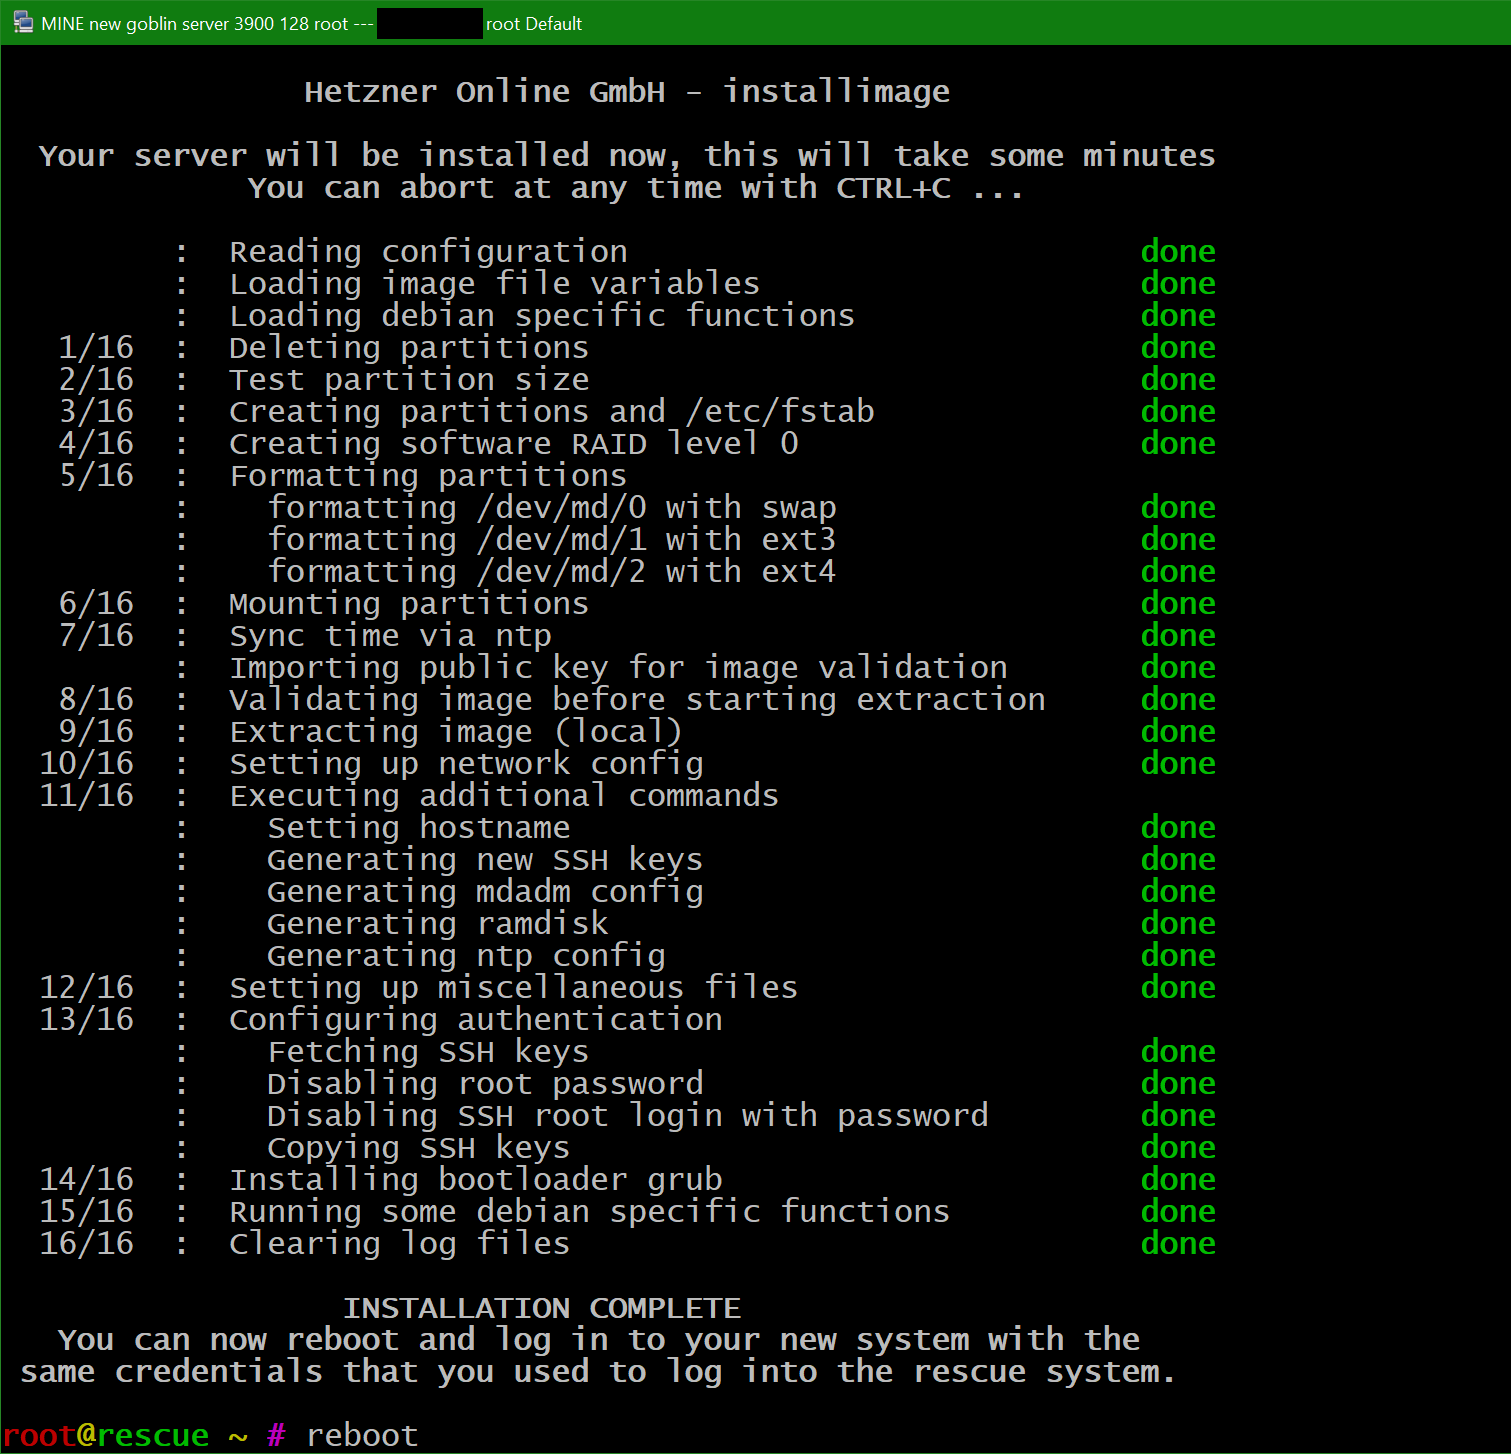 MINE new goblin server 3900 128 root --- root Default
Hetzner Online GmbH - installimage
Your server will be installed now, this will take some minutes
You can abort at any time with CTRL+C ...
: Reading configuration done
: Loading image file variables done
: Loading debian specific functions done
1/16 : Deleting partitions done
2/16 : Test partition size done
3/16 : Creating partitions and /etc/fstab done
4/16 : Creating software RAID level 0 done
5/16 : Formatting partitions
: formatting /dev/md/0 with swap done
: formatting /dev/md/1 with ext3 done
: formatting /dev/md/2 with ext4 done
6/16 : Mounting partitions done
7/16 : Sync time via ntp done
: Importing public key for image validation done
8/16 : Validating image before starting extraction done
9/16 : Extracting image (local) done
10/16 : Setting up network config done
11/16 : Executing additional commands
: Setting hostname done
: Generating new SSH keys done
: Generating mdadm config done
: Generating ramdisk done
: Generating ntp config done
12/16 : Setting up miscellaneous files done
13/16 : Configuring authentication
: Fetching SSH keys done
: Disabling root password done
: Disabling SSH root login with password done
: Copying SSH keys done
14/16 : Installing bootloader grub done
15/16 : Running some debian specific functions done
16/16 : Clearing log files done
INSTALLATION COMPLETE
You can now reboot and log in to your new system with the
same credentials that you used to log into the rescue system.
root@rescue ~ # reboot